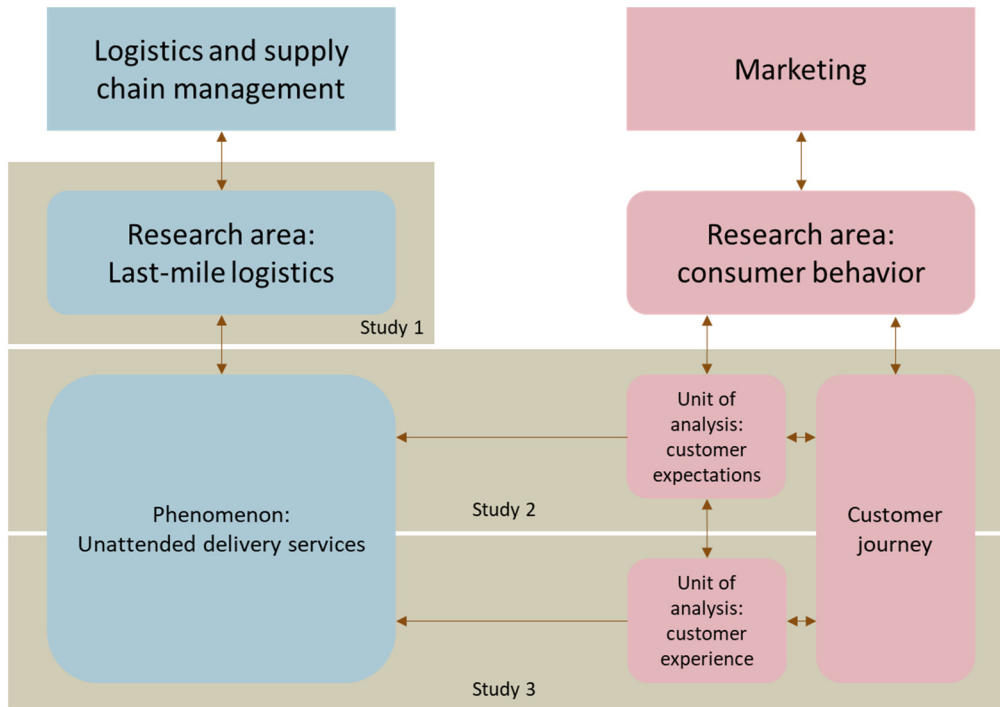 Logistics and supply
chain management
Marketing
Research area:
Last-mile logistics
Research area:
consumer behavior
Study 1
Unit of
analysis:
customer
expectations
Phenomenon:
Unattended delivery services
Study 2
Customer
journey
Unit of
analysis:
customer
experience
Study 3